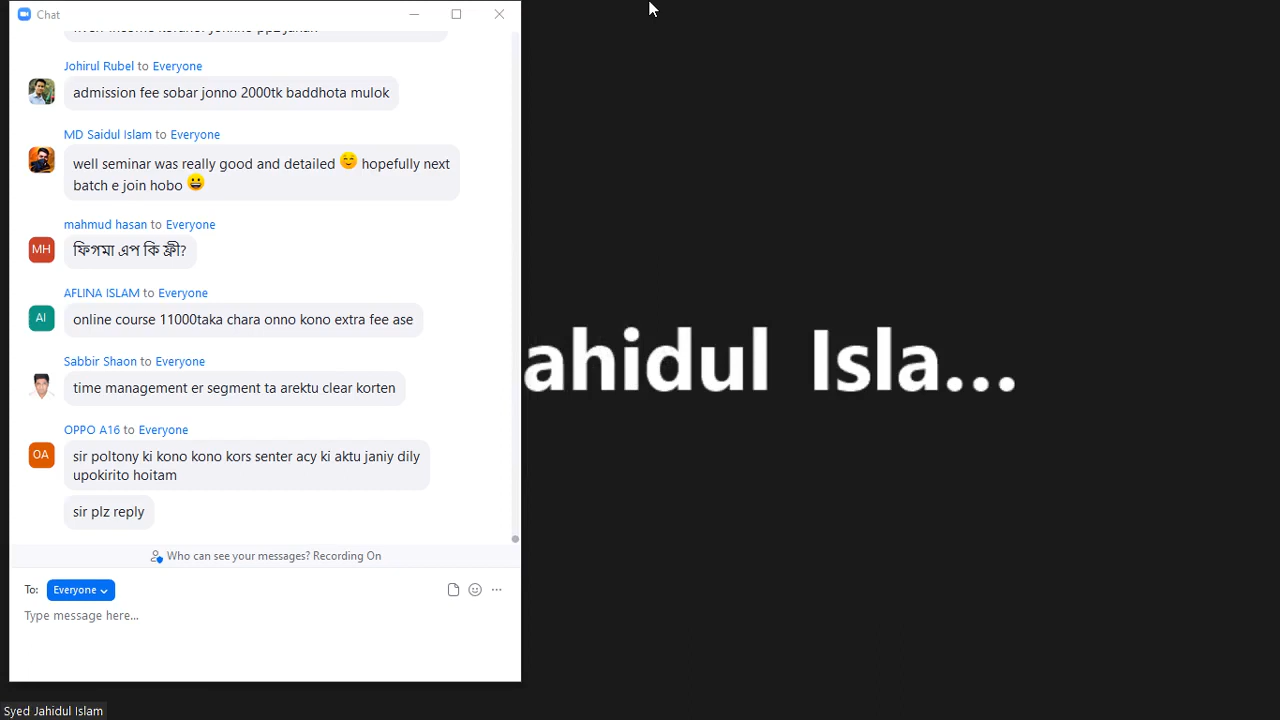 Chat
Johirul Rubel to Everyone
admission fee sobar jonno 2000tk baddhota mulok
MD Saidul Islam to Everyone
well seminar was really good and detailed 😊 hopefully next
batch e join hobo 😀
mahmud hasan to Everyone
MH
ফিগমা এপ কি ফ্রী?
AFLINA ISLAM to Everyone
AI
online course 11000taka chara onno kono extra fee ase
ahidul Isla...
Sabbir Shaon to Everyone
time management er segment ta arektu clear korten
OPPO A16 to Everyone
OA
sir poltony ki kono kono kors senter acy ki aktu janiy dily
upokirito hoitam
sir plz reply
Who can see your messages? Recording On
To: Everyone
Type message here...
Syed Jahidul Islam